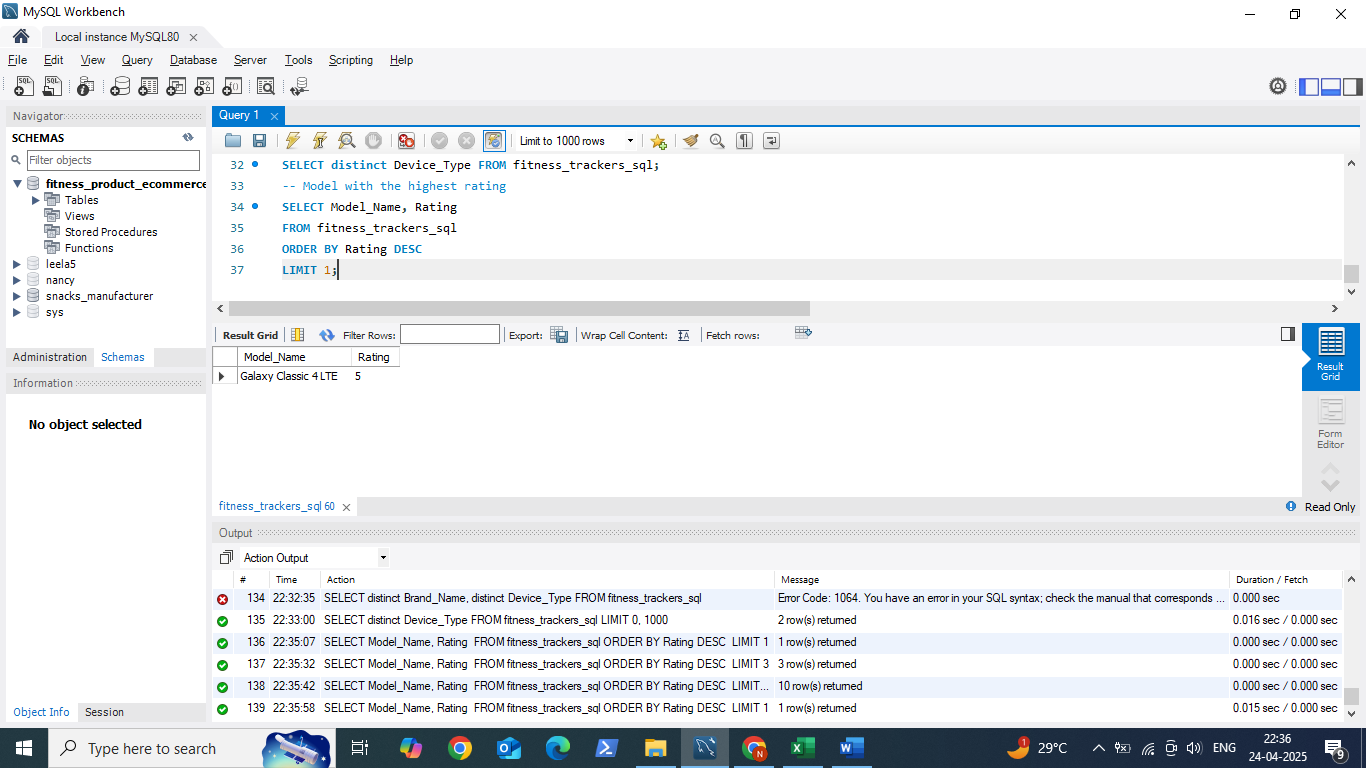 MySQL Workbench
Local instance MySQL80
File Edit View Query Database Server Tools Scripting Help
Navigator
SCHEMAS
Filter objects
fitness_product_ecommerce
Tables
Views
Stored Procedures
Functions
leela5
nancy
snacks_manufacturer
sys
Administration Schemas
Information
No object selected
Object Info Session
Query 1
Limit to 1000 rows
32 SELECT distinct Device_Type FROM fitness_trackers_sql;
33 -- Model with the highest rating
34 SELECT Model_Name, Rating
35 FROM fitness_trackers_sql
36 ORDER BY Rating DESC
37 LIMIT 1;
Result Grid Filter Rows: Export: Wrap Cell Content: Fetch rows:
Model_Name Rating
Galaxy Classic 4 LTE 5
Result Grid
Form Editor
fitness_trackers_sql 60
Read Only
Output
Action Output
# Time Action Message Duration / Fetch
134 22:32:35 SELECT distinct Brand_Name, distinct Device_Type FROM fitness_trackers_sql Error Code: 1064. You have an error in your SQL syntax; check the manual that corresponds ... 0.000 sec
135 22:33:00 SELECT distinct Device_Type FROM fitness_trackers_sql LIMIT 0, 1000 2 row(s) returned 0.016 sec / 0.000 sec
136 22:35:07 SELECT Model_Name, Rating FROM fitness_trackers_sql ORDER BY Rating DESC LIMIT 1 1 row(s) returned 0.000 sec / 0.000 sec
137 22:35:32 SELECT Model_Name, Rating FROM fitness_trackers_sql ORDER BY Rating DESC LIMIT 3 3 row(s) returned 0.000 sec / 0.000 sec
138 22:35:42 SELECT Model_Name, Rating FROM fitness_trackers_sql ORDER BY Rating DESC LIMIT... 10 row(s) returned 0.000 sec / 0.000 sec
139 22:35:58 SELECT Model_Name, Rating FROM fitness_trackers_sql ORDER BY Rating DESC LIMIT 1 1 row(s) returned 0.015 sec / 0.000 sec
Type here to search
1 29°C ENG 22:36
24-04-2025 9